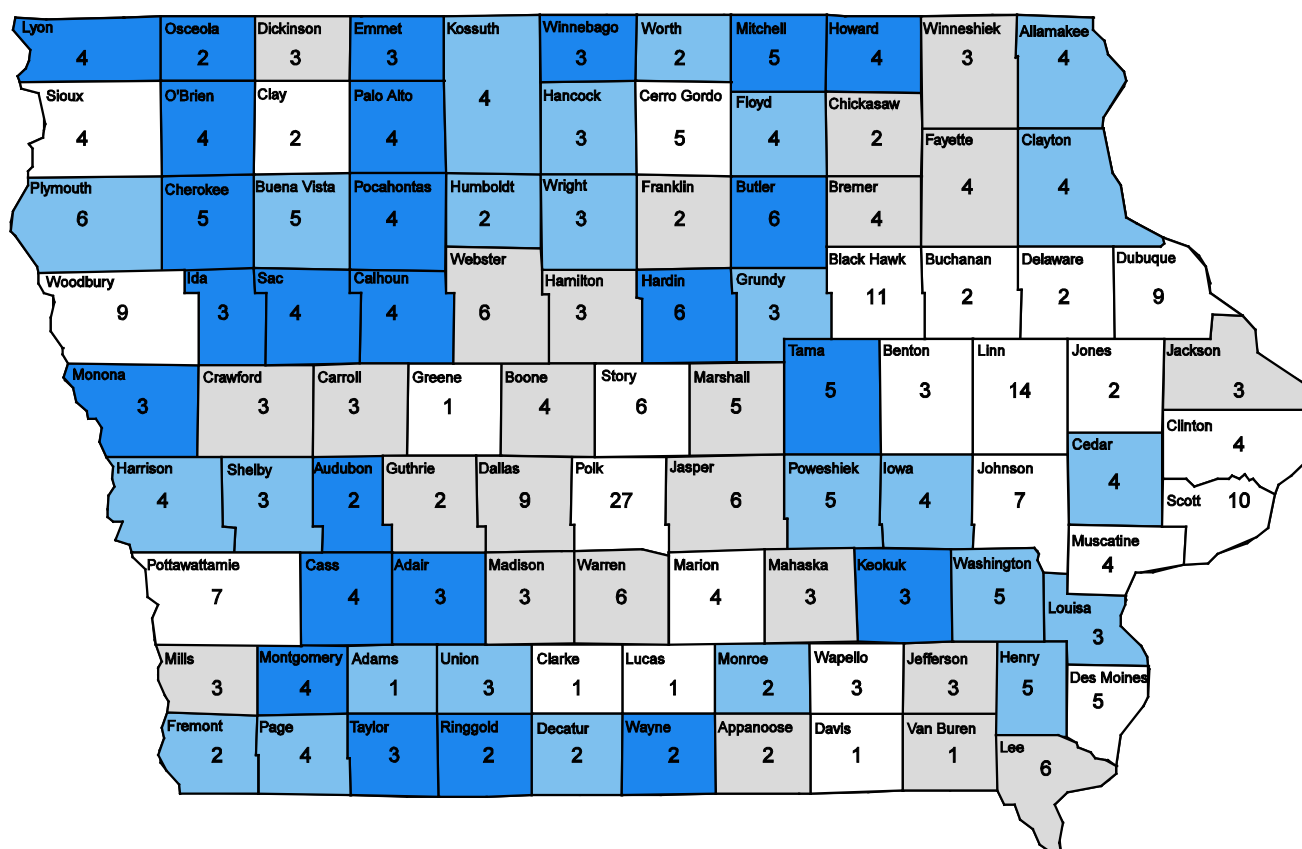 Lyon
4
Osceola
2
Dickinson
3
Emmet
3
Kossuth
4
Winnebago
3
Worth
2
Mitchell
5
Howard
4
Winneshiek
3
Allamakee
4
Sioux
4
O'Brien
4
Clay
2
Palo Alto
4
Hancock
3
Cerro Gordo
5
Floyd
4
Chickasaw
2
Fayette
4
Clayton
4
Plymouth
6
Cherokee
5
Buena Vista
5
Pocahontas
4
Humboldt
2
Wright
3
Franklin
2
Butler
6
Bremer
4
Woodbury
9
Ida
3
Sac
4
Calhoun
4
Webster
6
Hamilton
3
Hardin
6
Grundy
3
Black Hawk
11
Buchanan
2
Delaware
2
Dubuque
9
Monona
3
Crawford
3
Carroll
3
Greene
1
Boone
4
Story
6
Marshall
5
Tama
5
Benton
3
Linn
14
Jones
2
Jackson
3
Clinton
4
Harrison
4
Shelby
3
Audubon
2
Guthrie
2
Dallas
9
Polk
27
Jasper
6
Poweshiek
5
Iowa
4
Johnson
7
Cedar
4
Scott
10
Muscatine
4
Pottawattamie
7
Cass
4
Adair
3
Madison
3
Warren
6
Marion
4
Mahaska
3
Keokuk
3
Washington
5
Louisa
3
Mills
3
Montgomery
4
Adams
1
Union
3
Clarke
1
Lucas
1
Monroe
2
Wapello
3
Jefferson
3
Henry
5
Des Moines
5
Fremont
2
Page
4
Taylor
3
Ringgold
2
Decatur
2
Wayne
2
Appanoose
2
Davis
1
Van Buren
1
Lee
6